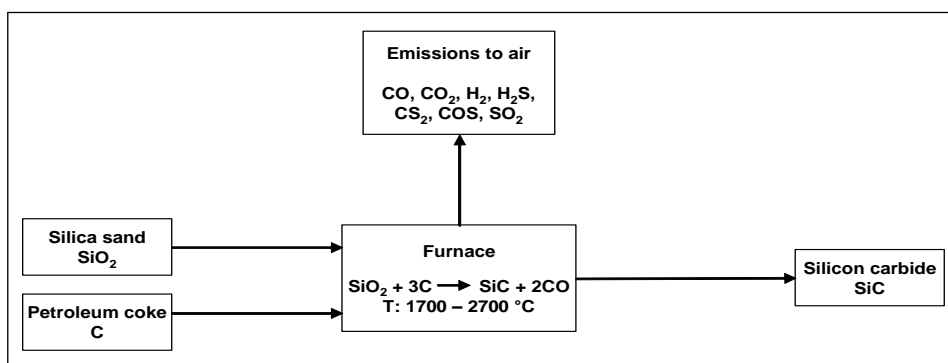 Emissions to air
CO, CO₂, H₂, H₂S,
CS₂, COS, SO₂
Silica sand
SiO₂
Petroleum coke
C
Furnace
SiO₂ + 3C → SiC + 2CO
T: 1700 – 2700 °C
Silicon carbide
SiC